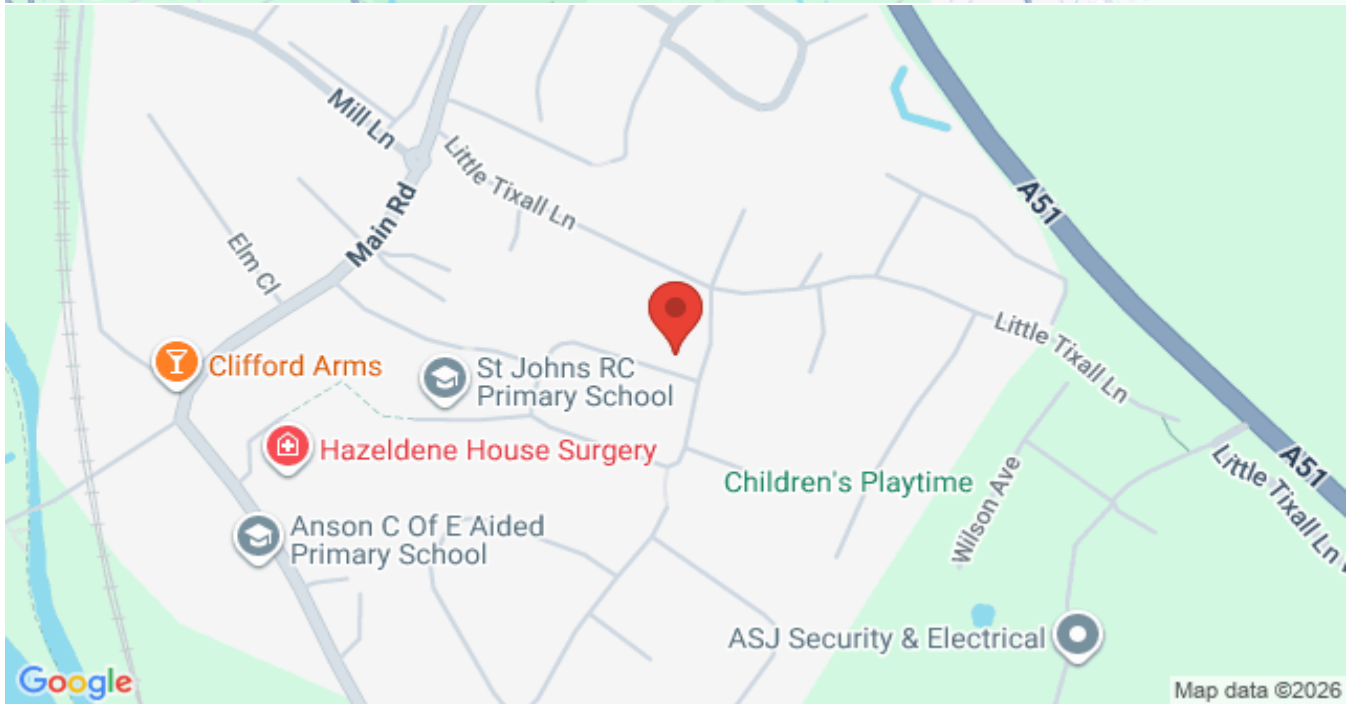 Mill Ln
Little Tixall Ln
Main Rd
A51
Elm Cl
Little Tixall Ln
Clifford Arms
St Johns RC
Primary School
Hazeldene House Surgery
Children's Playtime
A51
Little Tixall Ln
Wilson Ave
Anson C Of E Aided
Primary School
ASJ Security & Electrical
Google
Map data ©2026